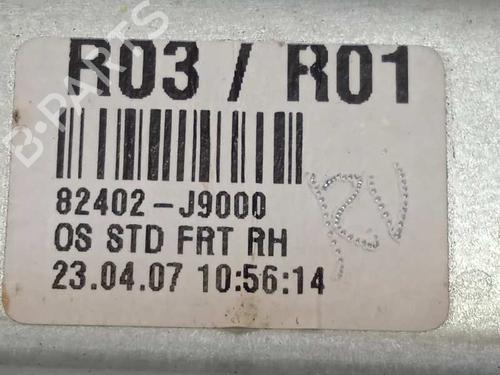 R03 / R01
82402-J9000
OS STD FRT RH
23.04.07 10:56:14
B-PARTS